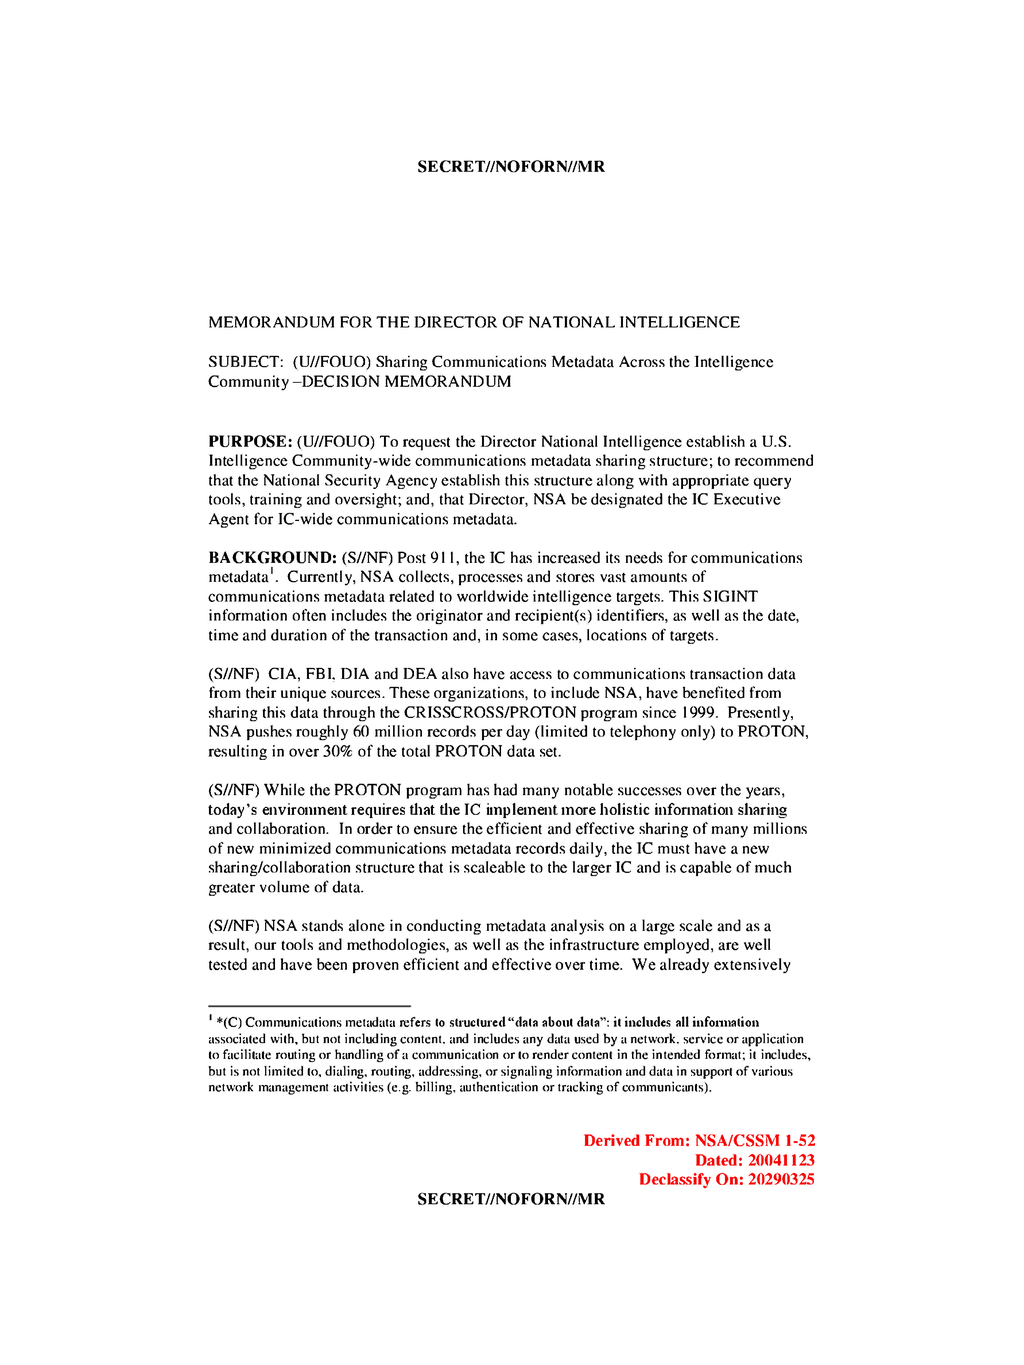 SECRET//NOFORN//MR
MEMORANDUM FOR THE DIRECTOR OF NATIONAL INTELLIGENCE
SUBJECT: (U//FOUO) Sharing Communications Metadata Across the Intelligence
Community –DECISION MEMORANDUM
PURPOSE: (U//FOUO) To request the Director National Intelligence establish a U.S.
Intelligence Community-wide communications metadata sharing structure; to recommend
that the National Security Agency establish this structure along with appropriate query
tools, training and oversight; and, that Director, NSA be designated the IC Executive
Agent for IC-wide communications metadata.
BACKGROUND: (S//NF) Post 911, the IC has increased its needs for communications
metadata1. Currently, NSA collects, processes and stores vast amounts of
communications metadata related to worldwide intelligence targets. This SIGINT
information often includes the originator and recipient(s) identifiers, as well as the date,
time and duration of the transaction and, in some cases, locations of targets.
(S//NF) CIA, FBI, DIA and DEA also have access to communications transaction data
from their unique sources. These organizations, to include NSA, have benefited from
sharing this data through the CRISSCROSS/PROTON program since 1999. Presently,
NSA pushes roughly 60 million records per day (limited to telephony only) to PROTON,
resulting in over 30% of the total PROTON data set.
(S//NF) While the PROTON program has had many notable successes over the years,
today's environment requires that the IC implement more holistic information sharing
and collaboration. In order to ensure the efficient and effective sharing of many millions
of new minimized communications metadata records daily, the IC must have a new
sharing/collaboration structure that is scaleable to the larger IC and is capable of much
greater volume of data.
(S//NF) NSA stands alone in conducting metadata analysis on a large scale and as a
result, our tools and methodologies, as well as the infrastructure employed, are well
tested and have been proven efficient and effective over time. We already extensively
1 *(C) Communications metadata refers to structured "data about data": it includes all information
associated with, but not including content, and includes any data used by a network, service or application
to facilitate routing or handling of a communication or to render content in the intended format; it includes,
but is not limited to, dialing, routing, addressing, or signaling information and data in support of various
network management activities (e.g. billing, authentication or tracking of communicants).
Derived From: NSA/CSSM 1-52
Dated: 20041123
Declassify On: 20290325
SECRET//NOFORN//MR